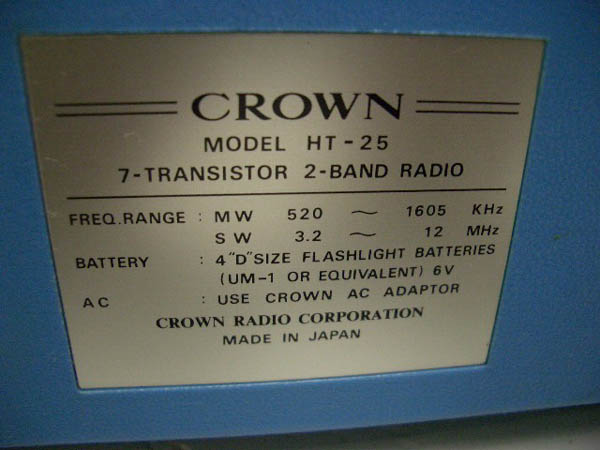 CROWN
MODEL HT-25
7-TRANSISTOR 2-BAND RADIO
FREQ.RANGE : MW 520 ~ 1605 KHz
SW 3.2 ~ 12 MHz
BATTERY : 4 "D" SIZE FLASHLIGHT BATTERIES
(UM-1 OR EQUIVALENT) 6V
AC : USE CROWN AC ADAPTOR
CROWN RADIO CORPORATION
MADE IN JAPAN